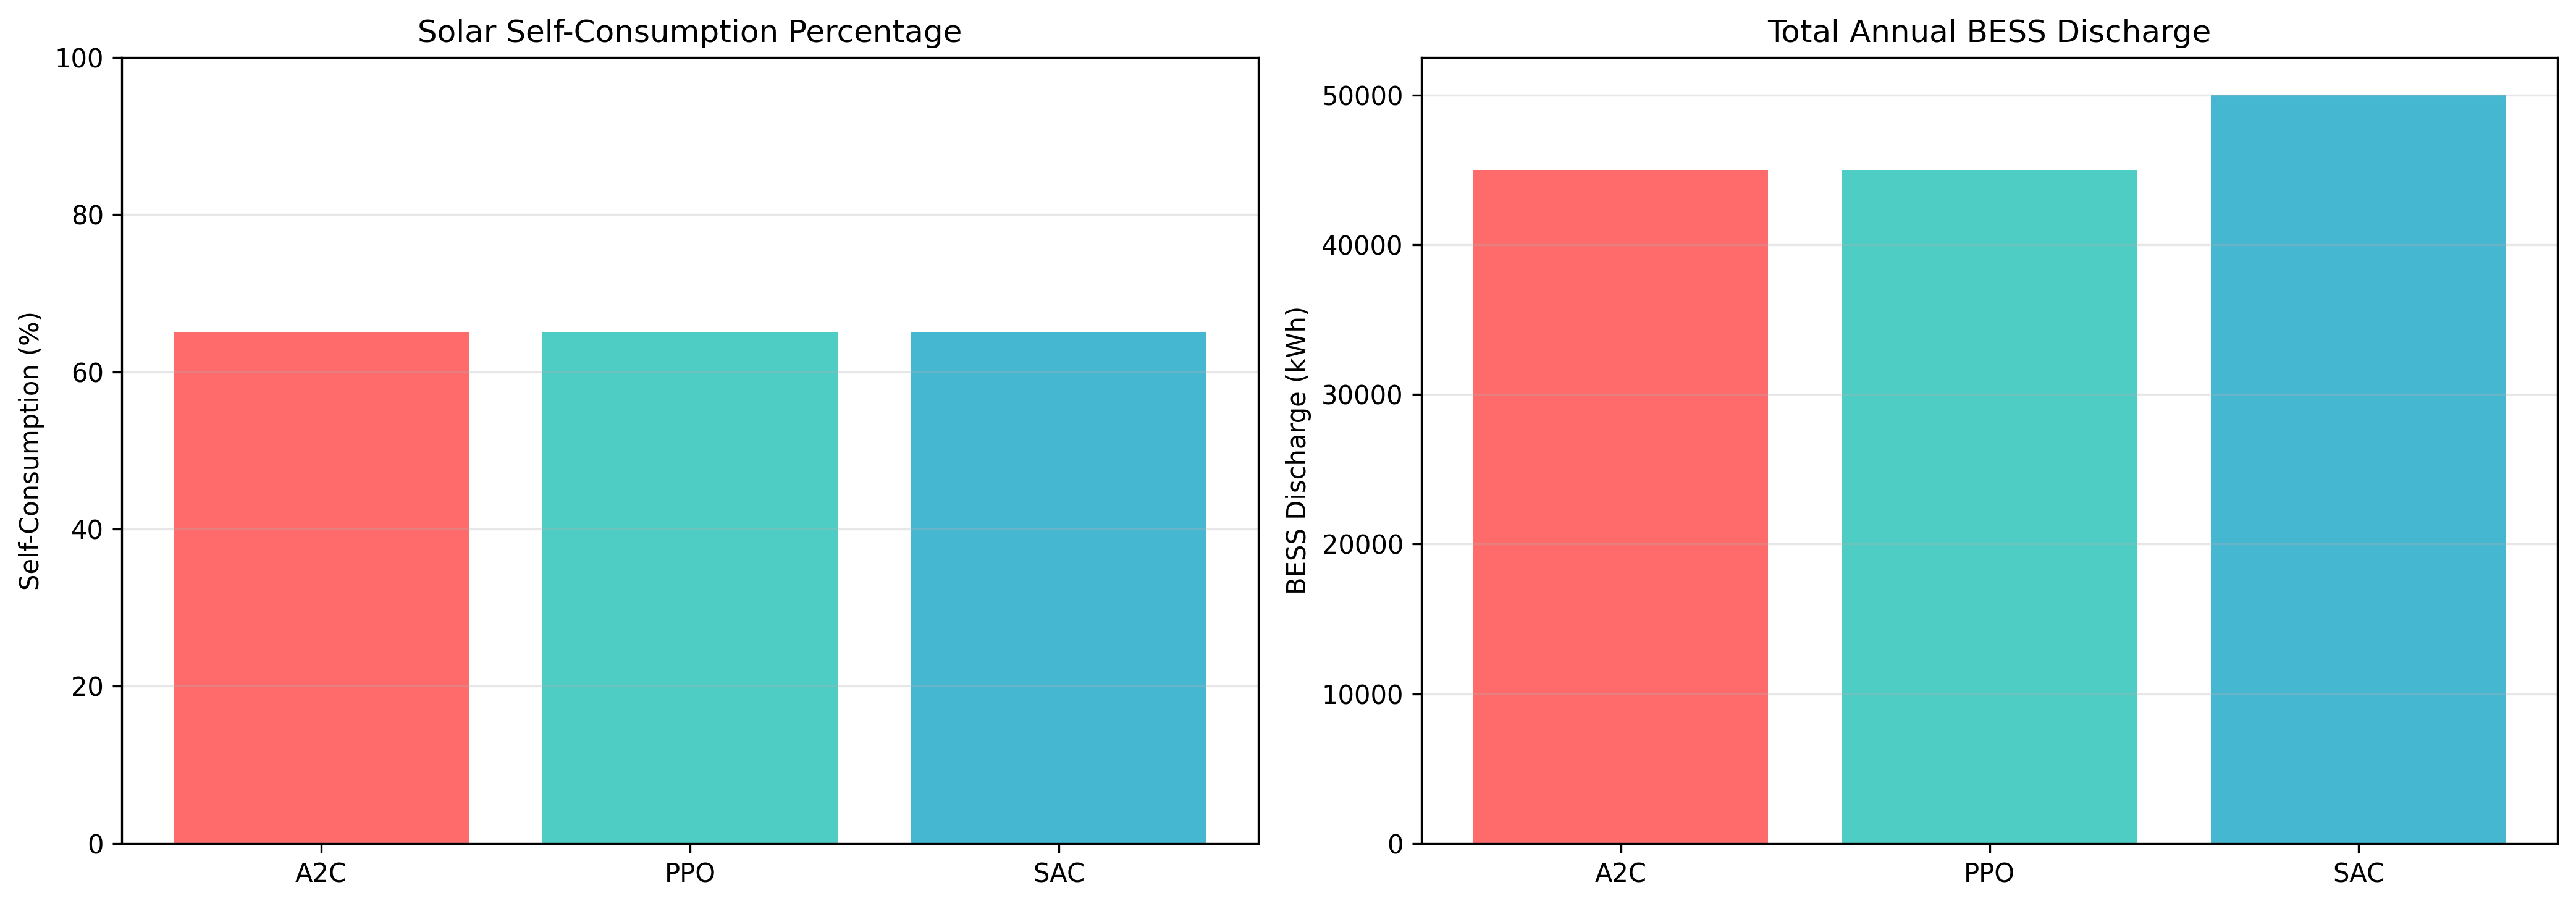 Solar Self-Consumption Percentage
Self-Consumption (%)
100
80
60
40
20
0
A2C PPO SAC
Total Annual BESS Discharge
BESS Discharge (kWh)
50000
40000
30000
20000
10000
0
A2C PPO SAC